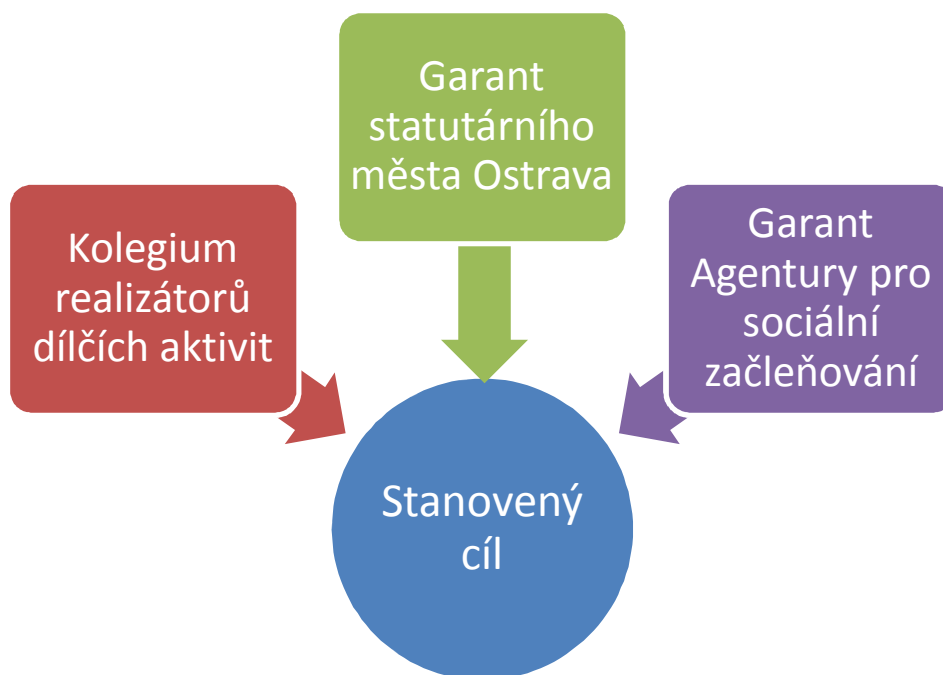 Kolegium
realizátorů
dílčích aktivit
Garant
statutárního
města Ostrava
Garant
Agentury pro
sociální
začleňování
Stanovený
cíl